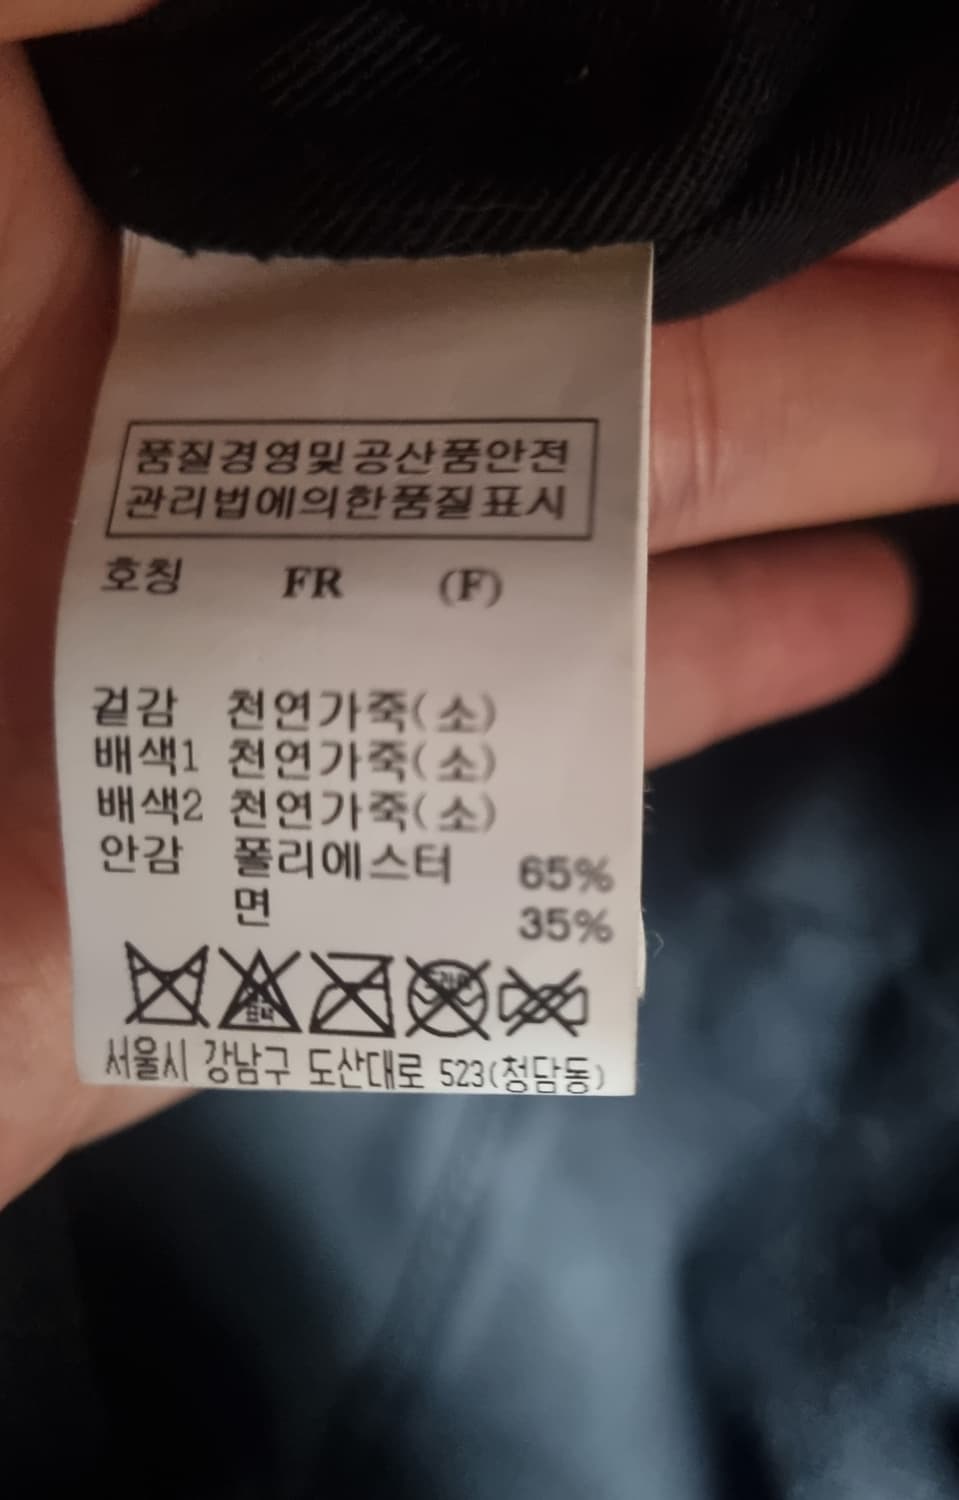 품질경영및공산품안전
관리법에의한품질표시
호칭 FR (F)
겉감 천연가죽(소)
배색1 천연가죽(소)
배색2 천연가죽(소)
안감 폴리에스터 65%
면 35%
서울시 강남구 도산대로 523(청담동)